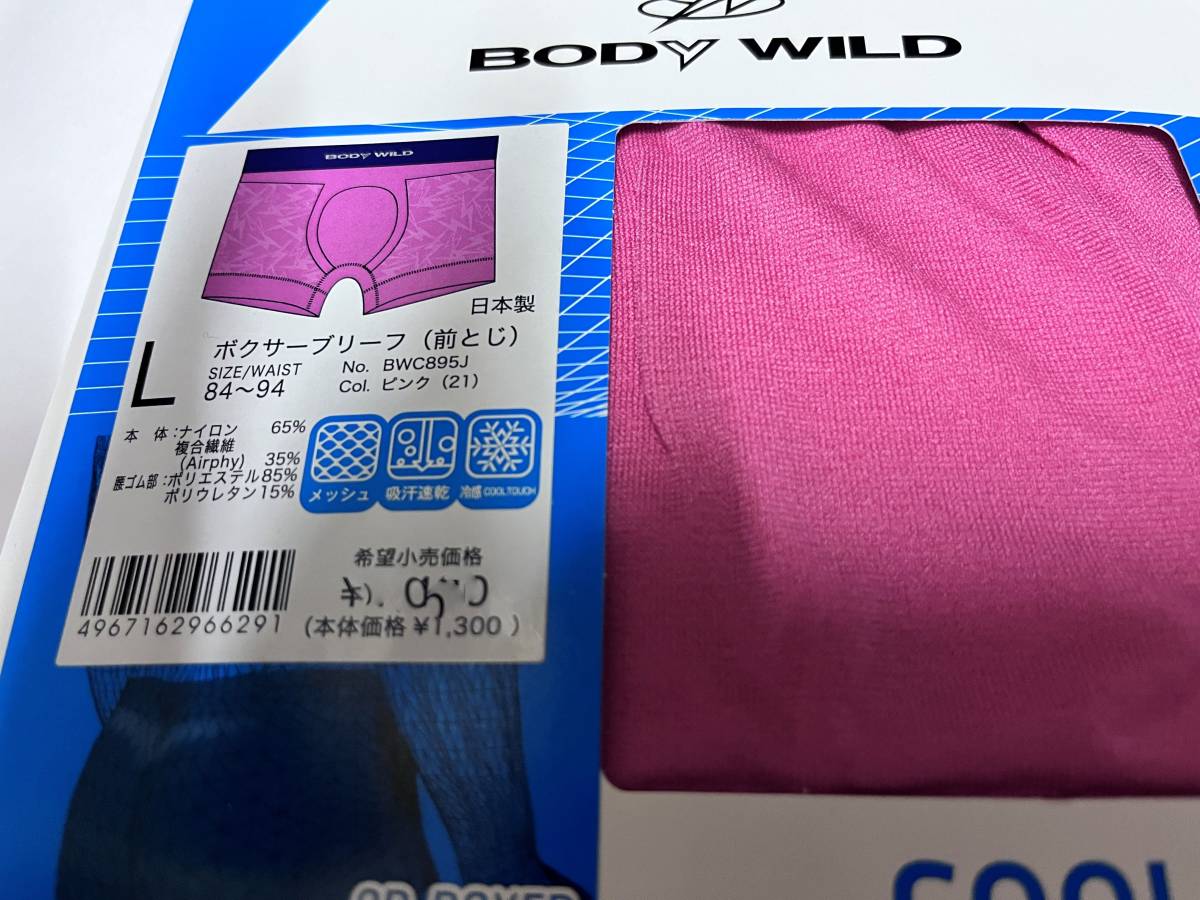 BODY WILD
BODY WILD
日本製
ボクサーブリーフ（前とじ）
L
SIZE/WAIST
84～94
No. BWC895J
Col. ピンク（21）
本 体：ナイロン 65%
複合繊維
(Airphy) 35%
腰ゴム部：ポリエステル85%
ポリウレタン15%
メッシュ
吸汗速乾
冷感 COOLTOUCH
希望小売価格
(本体価格 ¥1,300 )
4967162966291